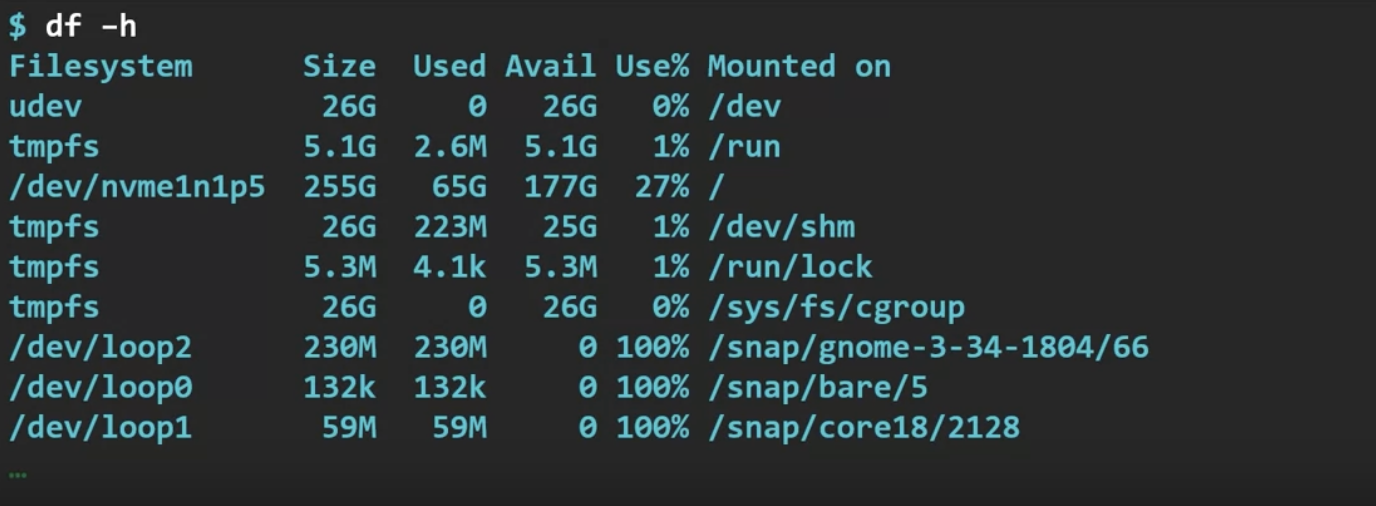 $ df -h
Filesystem      Size  Used Avail Use% Mounted on
udev             26G     0   26G   0% /dev
tmpfs           5.1G  2.6M  5.1G   1% /run
/dev/nvme1n1p5  255G   65G  177G  27% /
tmpfs            26G  223M   25G   1% /dev/shm
tmpfs           5.3M  4.1k  5.3M   1% /run/lock
tmpfs            26G     0   26G   0% /sys/fs/cgroup
/dev/loop2      230M  230M     0 100% /snap/gnome-3-34-1804/66
/dev/loop0      132k  132k     0 100% /snap/bare/5
/dev/loop1       59M   59M     0 100% /snap/core18/2128
…